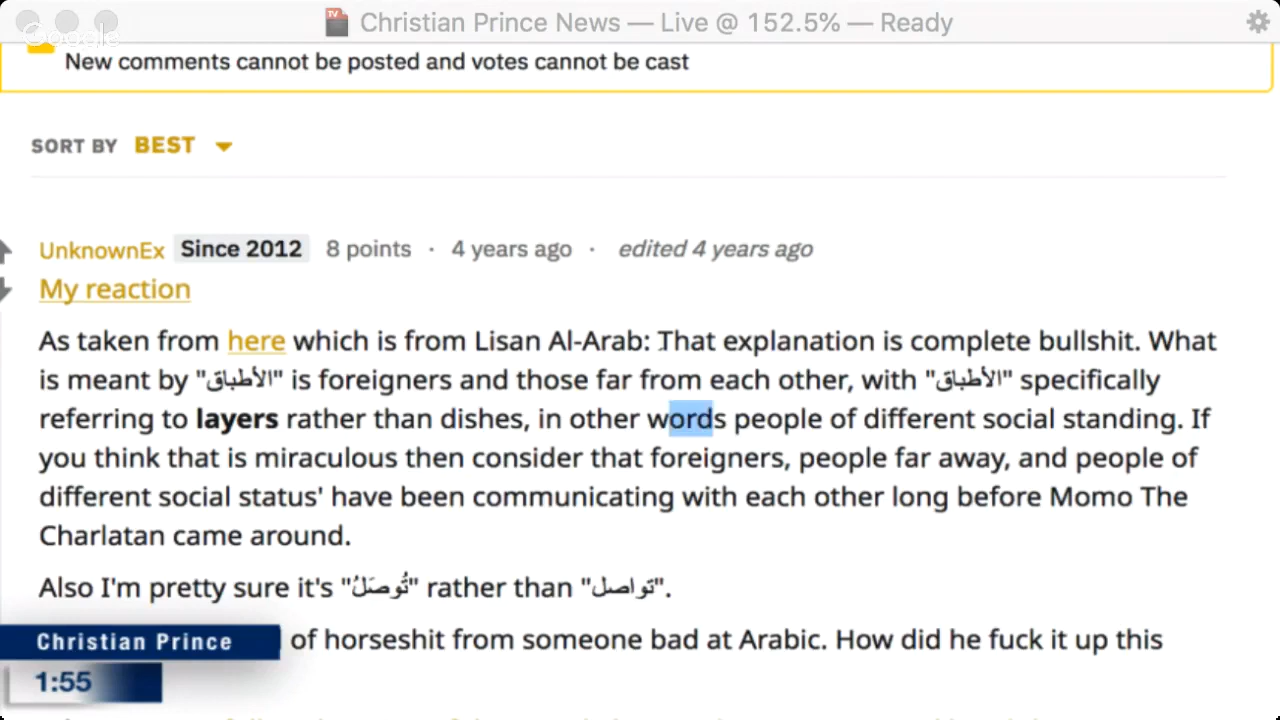 Christian Prince News — Live @ 152.5% — Ready
Google
New comments cannot be posted and votes cannot be cast
SORT BY BEST
UnknownEx Since 2012 8 points · 4 years ago · edited 4 years ago
My reaction
As taken from here which is from Lisan Al-Arab: That explanation is complete bullshit. What
is meant by "الأطباق" is foreigners and those far from each other, with "الأطباق" specifically
referring to layers rather than dishes, in other words people of different social standing. If
you think that is miraculous then consider that foreigners, people far away, and people of
different social status' have been communicating with each other long before Momo The
Charlatan came around.
Also I'm pretty sure it's "تُوصَلُ" rather than "تواصل".
of horseshit from someone bad at Arabic. How did he fuck it up this
Christian Prince
1:55